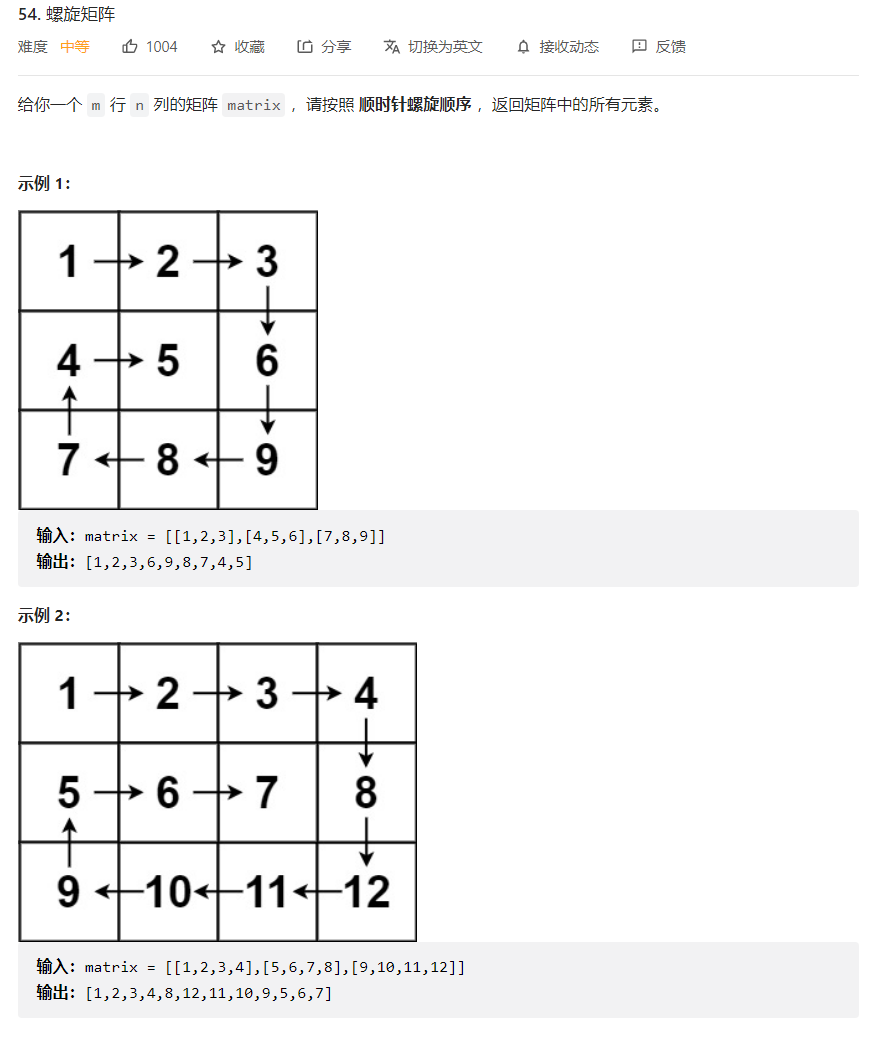 54. 螺旋矩阵
难度 中等 1004 收藏 分享 切换为英文 接收动态 反馈
给你一个 m 行 n 列的矩阵 matrix ，请按照 顺时针螺旋顺序 ，返回矩阵中的所有元素。
示例 1：
1 2 3
4 5 6
7 8 9
输入：matrix = [[1,2,3],[4,5,6],[7,8,9]]
输出：[1,2,3,6,9,8,7,4,5]
示例 2：
1 2 3 4
5 6 7 8
9 10 11 12
输入：matrix = [[1,2,3,4],[5,6,7,8],[9,10,11,12]]
输出：[1,2,3,4,8,12,11,10,9,5,6,7]